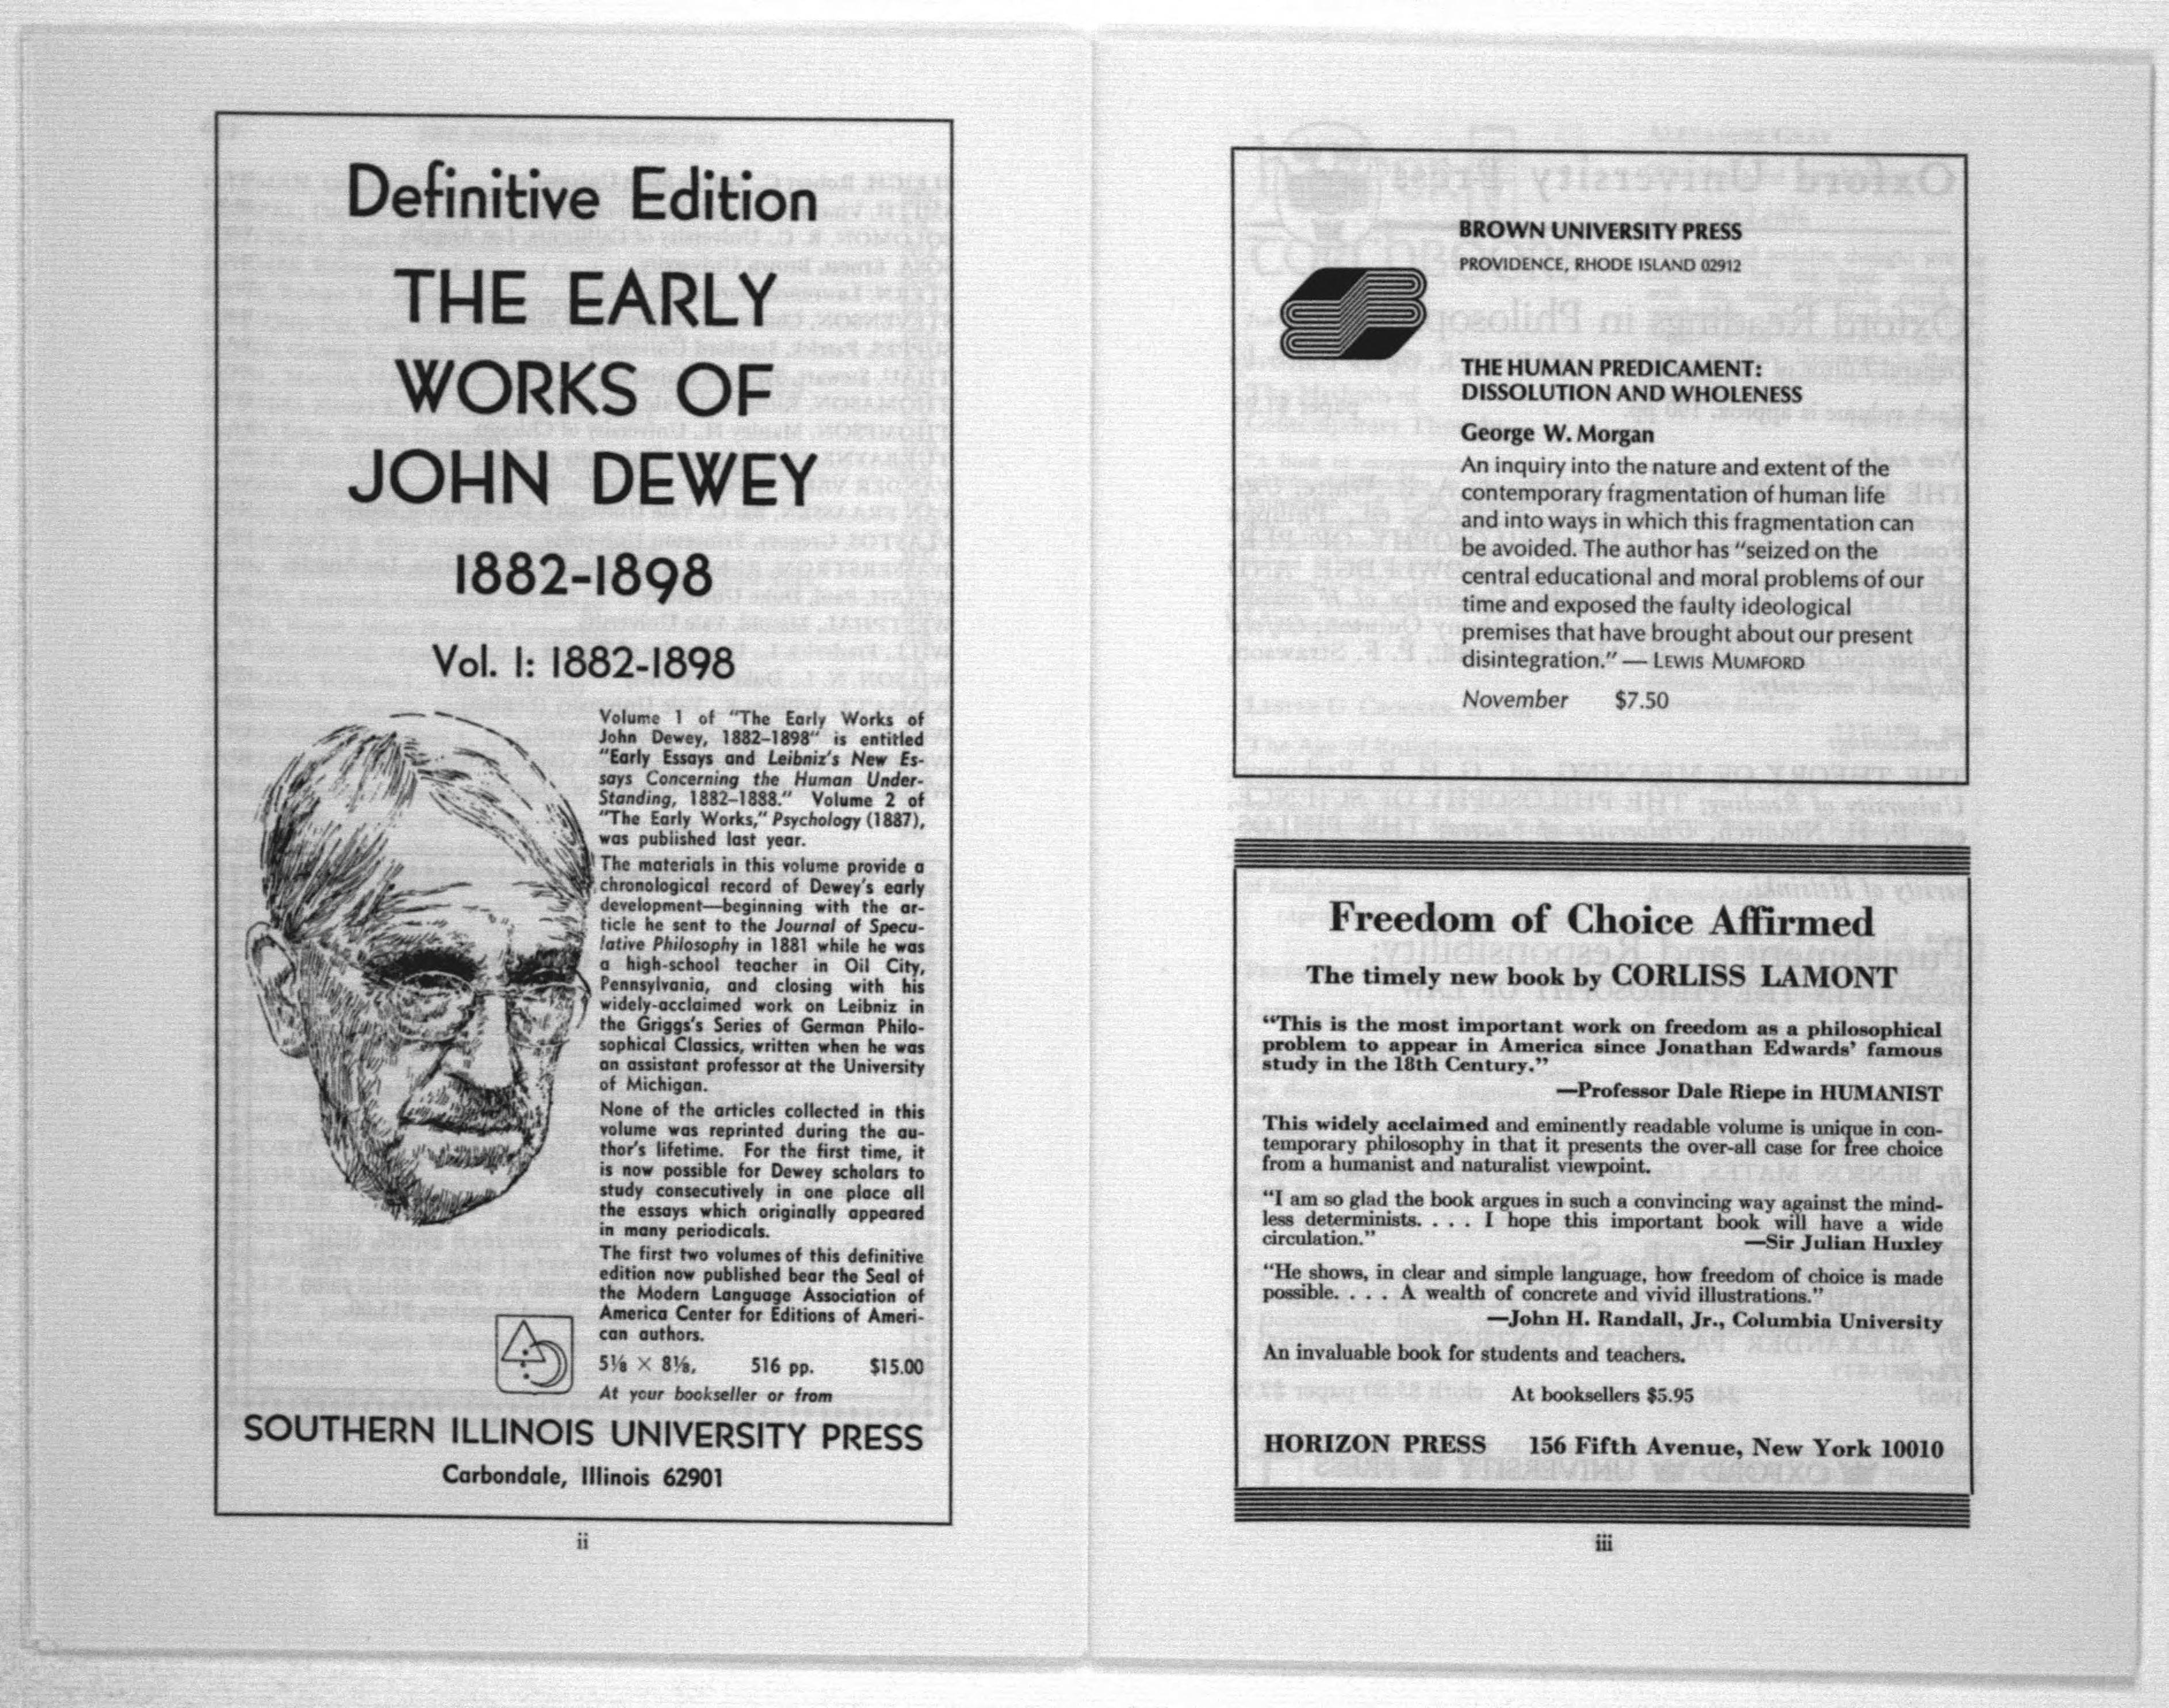 Definitive Edition
THE EARLY
WORKS OF
JOHN DEWEY
1882-1898
Vol. I: 1882-1898
Volume 1 of "The Early Works of
John Dewey, 1882–1898" is entitled
"Early Essays and Leibniz's New Es-
says Concerning the Human Under-
Standing, 1882–1888." Volume 2 of
"The Early Works," Psychology (1887),
was published last year.
The materials in this volume provide a
chronological record of Dewey's early
development—beginning with the ar-
ticle he sent to the Journal of Specu-
lative Philosophy in 1881 while he was
a high-school teacher in Oil City,
Pennsylvania, and closing with his
widely-acclaimed work on Leibniz in
the Griggs's Series of German Philo-
sophical Classics, written when he was
an assistant professor at the University
of Michigan.
None of the articles collected in this
volume was reprinted during the au-
thor's lifetime. For the first time, it
is now possible for Dewey scholars to
study consecutively in one place all
the essays which originally appeared
in many periodicals.
The first two volumes of this definitive
edition now published bear the Seal of
the Modern Language Association of
America Center for Editions of Ameri-
can authors.
5⅛ × 8⅛, 516 pp. $15.00
At your bookseller or from
SOUTHERN ILLINOIS UNIVERSITY PRESS
Carbondale, Illinois 62901
ii
BROWN UNIVERSITY PRESS
PROVIDENCE, RHODE ISLAND 02912
THE HUMAN PREDICAMENT:
DISSOLUTION AND WHOLENESS
George W. Morgan
An inquiry into the nature and extent of the
contemporary fragmentation of human life
and into ways in which this fragmentation can
be avoided. The author has "seized on the
central educational and moral problems of our
time and exposed the faulty ideological
premises that have brought about our present
disintegration." — LEWIS MUMFORD
November $7.50
Freedom of Choice Affirmed
The timely new book by CORLISS LAMONT
"This is the most important work on freedom as a philosophical
problem to appear in America since Jonathan Edwards' famous
study in the 18th Century."
—Professor Dale Riepe in HUMANIST
This widely acclaimed and eminently readable volume is unique in con-
temporary philosophy in that it presents the over-all case for free choice
from a humanist and naturalist viewpoint.
"I am so glad the book argues in such a convincing way against the mind-
less determinists. . . . I hope this important book will have a wide
circulation."
—Sir Julian Huxley
"He shows, in clear and simple language, how freedom of choice is made
possible. . . . A wealth of concrete and vivid illustrations."
—John H. Randall, Jr., Columbia University
An invaluable book for students and teachers.
At booksellers $5.95
HORIZON PRESS 156 Fifth Avenue, New York 10010
iii